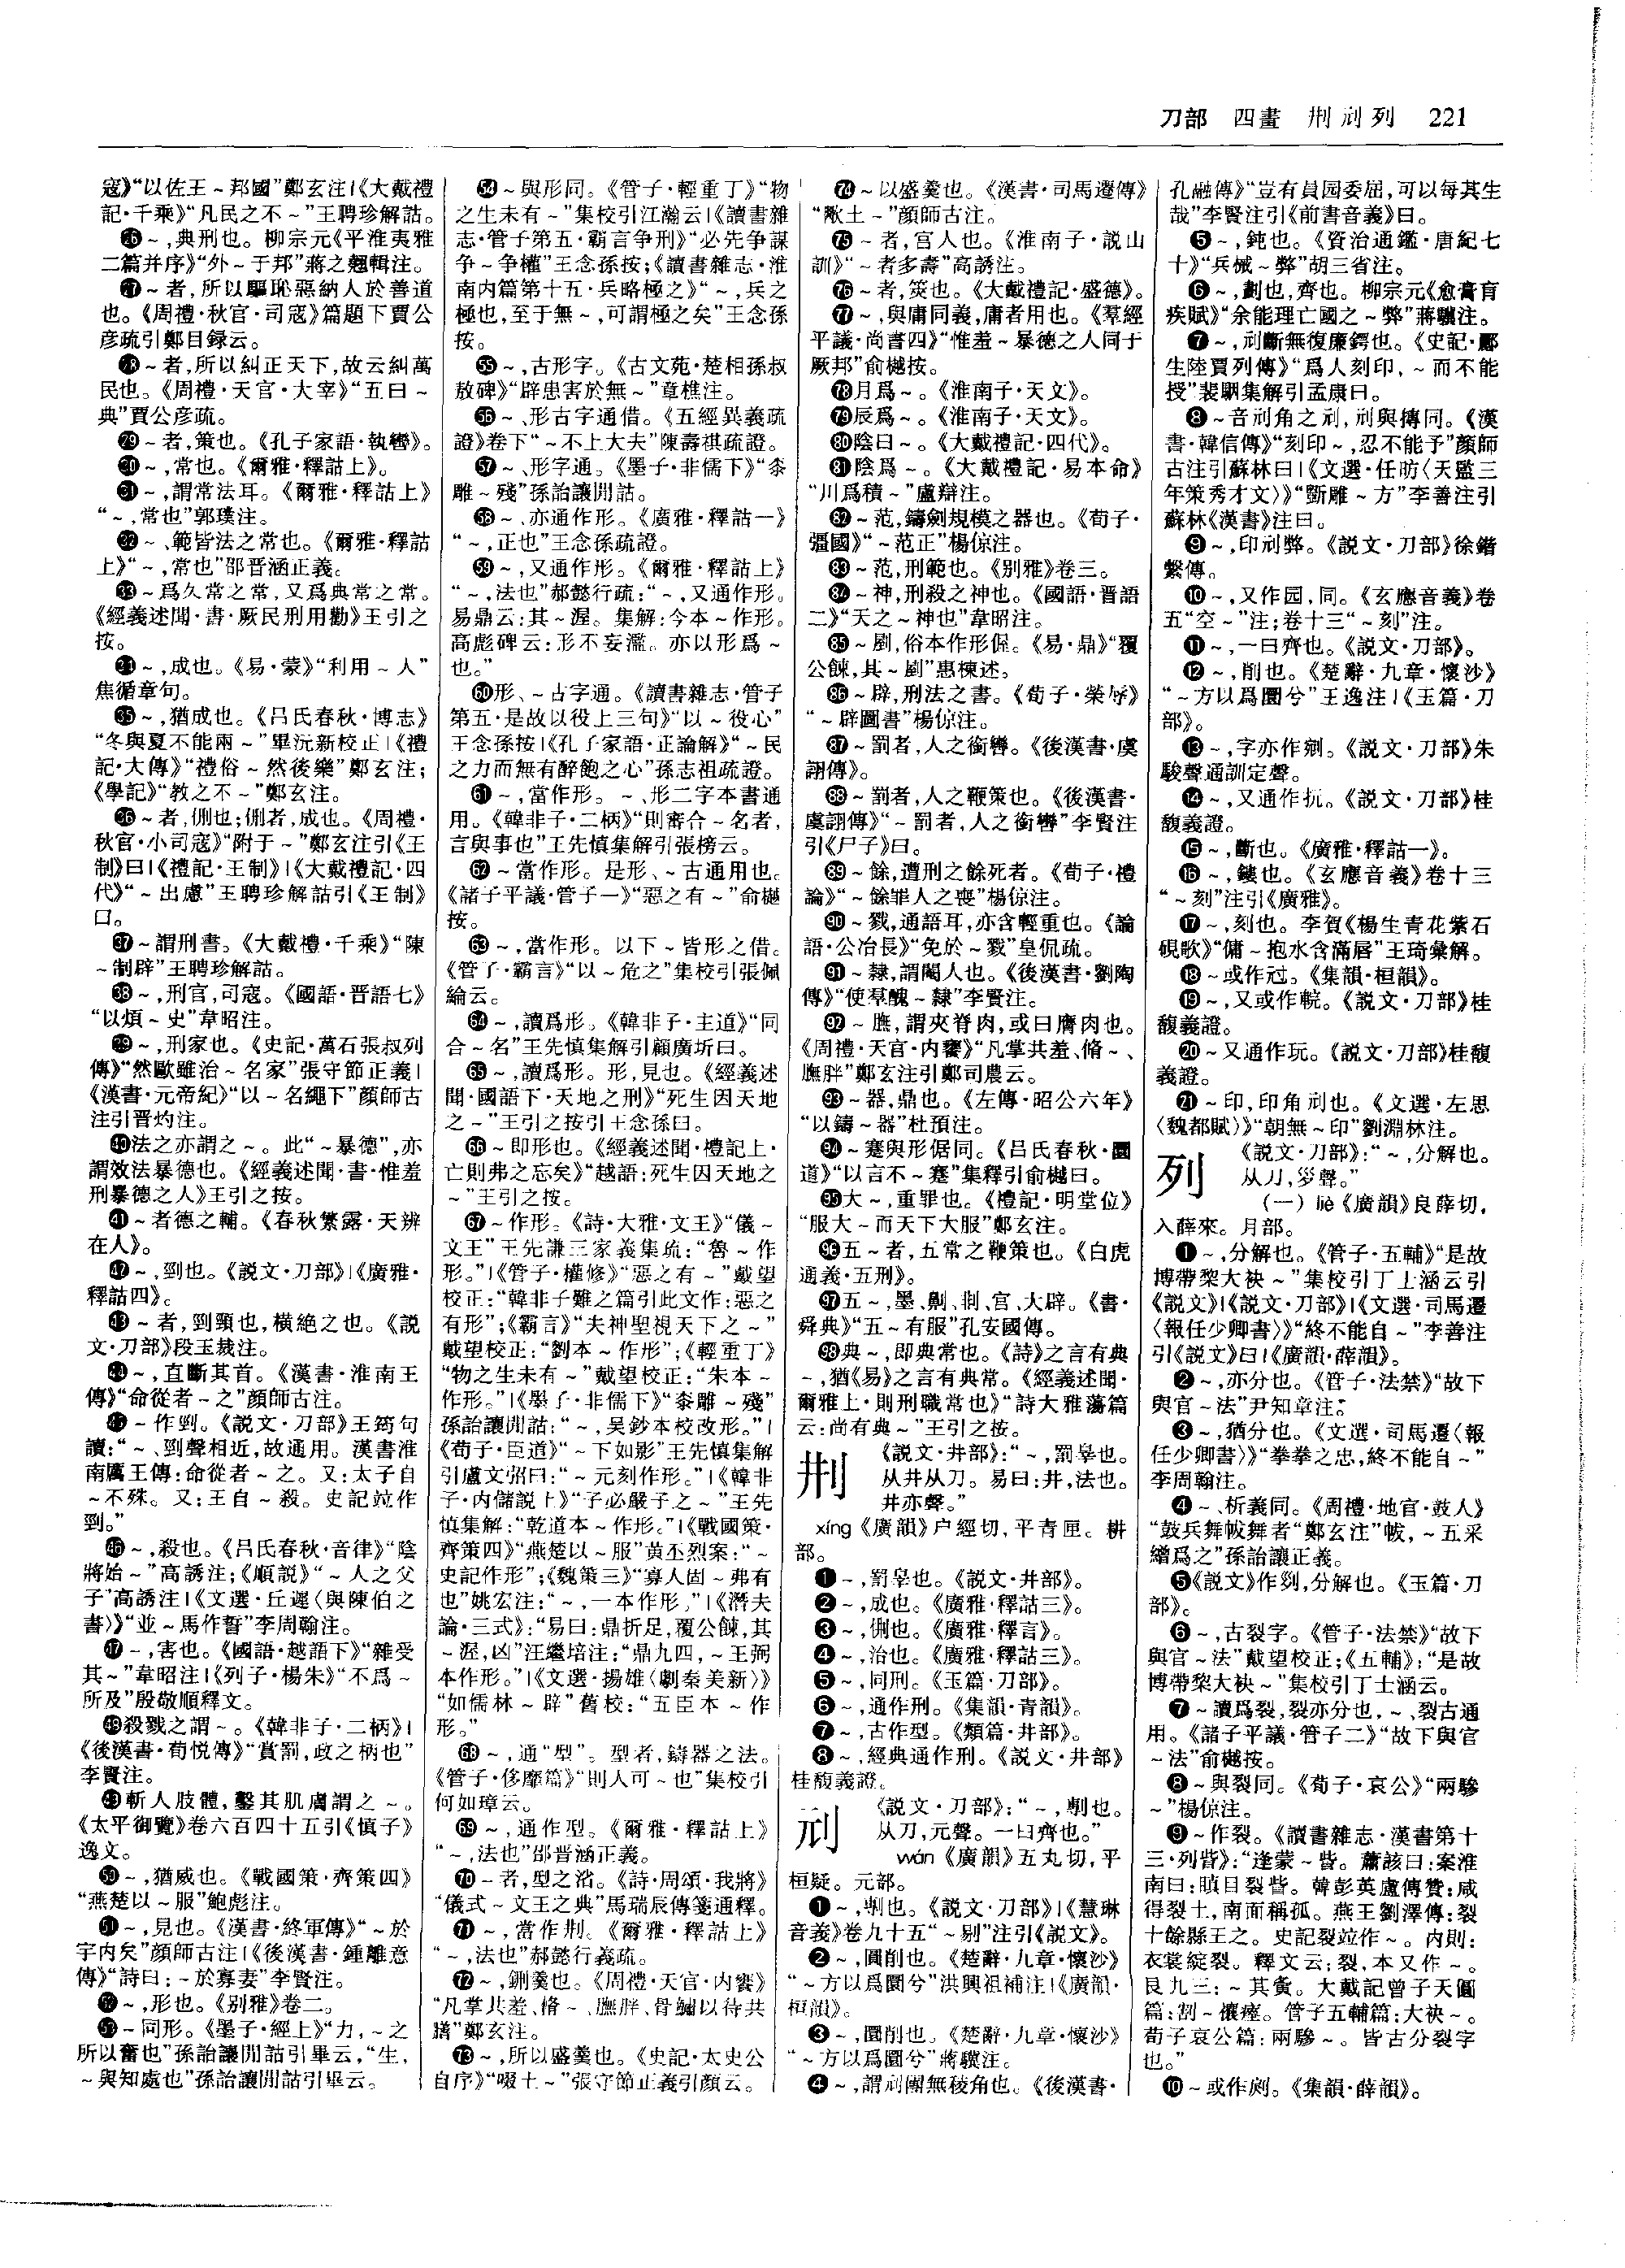 刀部　四畫　㓝刓列　221
寇》“以佐王～邦國”鄭玄注|《大戴禮
記·千乘》“凡民之不～”王聘珍解詁。
㉖～,典刑也。柳宗元《平淮夷雅
二篇并序》“外～于邦”蔣之翹輯注。
㉗～者,所以驅恥惡納人於善道
也。《周禮·秋官·司寇》篇題下賈公
彦疏引鄭目録云。
㉘～者,所以糾正天下,故云糾萬
民也。《周禮·天官·大宰》“五曰～
典”賈公彦疏。
㉙～者,策也。《孔子家語·執轡》。
㉚～,常也。《爾雅·釋詁上》。
㉛～,謂常法耳。《爾雅·釋詁上》
“～,常也”郭璞注。
㉜～、範皆法之常也。《爾雅·釋詁
上》“～,常也”邵晋涵正義。
㉝～爲久常之常,又爲典常之常。
《經義述聞·書·厥民刑用勸》王引之
按。
㉞～,成也。《易·蒙》“利用～人”
焦循章句。
㉟～,猶成也。《吕氏春秋·博志》
“冬與夏不能兩～”畢沅新校正|《禮
記·大傳》“禮俗～然後樂”鄭玄注;
《學記》“教之不～”鄭玄注。
㊱～者,侀也;侀者,成也。《周禮·
秋官·小司寇》“附于～”鄭玄注引《王
制》曰|《禮記·王制》|《大戴禮記·四
代》“～出慮”王聘珍解詁引《王制》
曰。
㊲～謂刑書。《大戴禮·千乘》“陳
～制辟”王聘珍解詁。
㊳～,刑官,司寇。《國語·晋語七》
“以煩～史”韋昭注。
㊴～,刑家也。《史記·萬石張叔列
傳》“然歐雖治～名家”張守節正義|
《漢書·元帝紀》“以～名繩下”顔師古
注引晋灼注。
㊵法之亦謂之～。此“～暴德”,亦
謂效法暴德也。《經義述聞·書·惟羞
刑暴德之人》王引之按。
㊶～者德之輔。《春秋繁露·天辨
在人》。
㊷～,剄也。《説文·刀部》|《廣雅·
釋詁四》。
㊸～者,剄頸也,横絶之也。《説
文·刀部》段玉裁注。
㊹～,直斷其首。《漢書·淮南王
傳》“命從者～之”顔師古注。
㊺～作剄。《説文·刀部》王筠句
讀:“～、剄聲相近,故通用。漢書淮
南厲王傳:命從者～之。又:太子自
～不殊。又:王自～殺。史記竝作
剄。”
㊻～,殺也。《吕氏春秋·音律》“陰
將始～”高誘注;《順説》“～人之父
子”高誘注|《文選·丘遲〈與陳伯之
書〉》“並～馬作誓”李周翰注。
㊼～,害也。《國語·越語下》“雜受
其～”韋昭注|《列子·楊朱》“不爲～
所及”殷敬順釋文。
㊽殺戮之謂～。《韓非子·二柄》|
《後漢書·荀悦傳》“賞罰,政之柄也”
李賢注。
㊾斬人肢體,鑿其肌膚謂之～。
《太平御覽》卷六百四十五引《慎子》
逸文。
㊿～,猶威也。《戰國策·齊策四》
“燕楚以～服”鮑彪注。
51～,見也。《漢書·終軍傳》“～於
宇内矣”顔師古注|《後漢書·鍾離意
傳》“詩曰:～於寡妻”李賢注。
52～,形也。《别雅》卷二。
53～同形。《墨子·經上》“力,～之
所以奮也”孫詒讓閒詁引畢云,“生,
～與知處也”孫詒讓閒詁引畢云。
54～與形同。《管子·輕重丁》“物
之生未有～”集校引江瀚云|《讀書雜
志·管子第五·霸言争刑》“必先争謀
争～争權”王念孫按;《讀書雜志·淮
南内篇第十五·兵略極之》“～,兵之
極也,至于無～,可謂極之矣”王念孫
按。
55～,古形字。《古文苑·楚相孫叔
敖碑》“辟患害於無～”章樵注。
56～、形古字通借。《五經異義疏
證》卷下“～不上大夫”陳壽祺疏證。
57～、形字通。《墨子·非儒下》“桼
雕～殘”孫詒讓閒詁。
58～、亦通作形。《廣雅·釋詁一》
“～,正也”王念孫疏證。
59～,又通作形。《爾雅·釋詁上》
“～,法也”郝懿行疏:“～,又通作形。
易鼎云:其～渥。集解:今本～作形。
高彪碑云:形不妄濫。亦以形爲～
也。”
60形、～古字通。《讀書雜志·管子
第五·是故以役上三句》“以～役心”
王念孫按|《孔子家語·正論解》“～民
之力而無有醉飽之心”孫志祖疏證。
61～,當作形。～、形二字本書通
用。《韓非子·二柄》“則審合～名者,
言與事也”王先慎集解引張榜云。
62～當作形。是形、～古通用也。
《諸子平議·管子一》“惡之有～”俞樾
按。
63～,當作形。以下～皆形之借。
《管子·霸言》“以～危之”集校引張佩
綸云。
64～,讀爲形。《韓非子·主道》“同
合～名”王先慎集解引顧廣圻曰。
65～,讀爲形。形,見也。《經義述
聞·國語下·天地之刑》“死生因天地
之～”王引之按引王念孫曰。
66～即形也。《經義述聞·禮記上·
亡則弗之忘矣》“越語:死生因天地之
～”王引之按。
67～作形。《詩·大雅·文王》“儀～
文王”王先謙三家義集疏:“魯～作
形。”|《管子·權修》“惡之有～”戴望
校正:“韓非子難之篇引此文作:惡之
有形”;《霸言》“夫神聖視天下之～”
戴望校正:“劉本～作形”;《輕重丁》
“物之生未有～”戴望校正:“朱本～
作形。”|《墨子·非儒下》“桼雕～殘”
孫詒讓閒詁:“～,吴鈔本校改形。”|
《荀子·臣道》“～下如影”王先慎集解
引盧文弨曰:“～元刻作形。”|《韓非
子·内儲説上》“子必嚴子之～”王先
慎集解:“乾道本～作形。”|《戰國策·
齊策四》“燕楚以～服”黄丕烈案:“～
史記作形”;《魏策三》“寡人固～弗有
也”姚宏注:“～,一本作形。”|《潛夫
論·三式》:“易曰:鼎折足,覆公餗,其
～渥,凶”汪繼培注:“鼎九四,～王弼
本作形。”|《文選·揚雄〈劇秦美新〉》
“如儒林～辟”舊校:“五臣本～作
形。”
68～,通“型”。型者,鑄器之法。
《管子·侈靡篇》“則人可～也”集校引
何如璋云。
69～,通作型。《爾雅·釋詁上》
“～,法也”邵晋涵正義。
70～者,型之渻。《詩·周頌·我將》
“儀式～文王之典”馬瑞辰傳箋通釋。
71～,當作㓝。《爾雅·釋詁上》
“～,法也”郝懿行義疏。
72～,鉶羹也。《周禮·天官·内饔》
“凡掌共羞、脩～、膴胖、骨鱐以待共
膳”鄭玄注。
73～,所以盛羹也。《史記·太史公
自序》“啜土～”張守節正義引顔云。
74～以盛羹也。《漢書·司馬遷傳》
“歠土～”顔師古注。
75～者,宫人也。《淮南子·説山
訓》“～者多壽”高誘注。
76～者,筴也。《大戴禮記·盛德》。
77～,與庸同義,庸者用也。《羣經
平議·尚書四》“惟羞～暴德之人同于
厥邦”俞樾按。
78月爲～。《淮南子·天文》。
79辰爲～。《淮南子·天文》。
80陰曰～。《大戴禮記·四代》。
81陰爲～。《大戴禮記·易本命》
“川爲積～”盧辯注。
82～范,鑄劍規模之器也。《荀子·
彊國》“～范正”楊倞注。
83～范,刑範也。《别雅》卷三。
84～神,刑殺之神也。《國語·晋語
二》“天之～神也”韋昭注。
85～剭,俗本作形偓。《易·鼎》“覆
公餗,其～剭”惠棟述。
86～辟,刑法之書。《荀子·榮辱》
“～辟圖書”楊倞注。
87～罰者,人之銜轡。《後漢書·虞
詡傳》。
88～罰者,人之鞭策也。《後漢書·
虞詡傳》“～罰者,人之銜轡”李賢注
引《尸子》曰。
89～餘,遭刑之餘死者。《荀子·禮
論》“～餘罪人之喪”楊倞注。
90～戮,通語耳,亦含輕重也。《論
語·公冶長》“免於～戮”皇侃疏。
91～隸,謂閹人也。《後漢書·劉陶
傳》“使羣醜～隸”李賢注。
92～膴,謂夾脊肉,或曰膺肉也。
《周禮·天官·内饔》“凡掌共羞、脩～、
膴胖”鄭玄注引鄭司農云。
93～器,鼎也。《左傳·昭公六年》
“以鑄～器”杜預注。
94～蹇與形倨同。《吕氏春秋·圜
道》“以言不～蹇”集釋引俞樾曰。
95大～,重罪也。《禮記·明堂位》
“服大～而天下大服”鄭玄注。
96五～者,五常之鞭策也。《白虎
通義·五刑》。
97五～,墨、劓、剕、宫、大辟。《書·
舜典》“五～有服”孔安國傳。
98典～,即典常也。《詩》之言有典
～,猶《易》之言有典常。《經義述聞·
爾雅上·則刑職常也》“詩大雅蕩篇
云:尚有典～”王引之按。
㓝　《説文·井部》:“～,罰辠也。
从井从刀。易曰:井,法也。
井亦聲。”
xíng《廣韻》户經切,平青匣。耕
部。
❶～,罰辠也。《説文·井部》。
❷～,成也。《廣雅·釋詁三》。
❸～,侀也。《廣雅·釋言》。
❹～,治也。《廣雅·釋詁三》。
❺～,同刑。《玉篇·刀部》。
❻～,通作刑。《集韻·青韻》。
❼～,古作型。《類篇·井部》。
❽～,經典通作刑。《説文·井部》
桂馥義證。
刓　《説文·刀部》:“～,剸也。
从刀,元聲。一曰齊也。”
wán《廣韻》五丸切,平
桓疑。元部。
❶～,剸也。《説文·刀部》|《慧琳
音義》卷九十五“～剔”注引《説文》。
❷～,圜削也。《楚辭·九章·懷沙》
“～方以爲圜兮”洪興祖補注|《廣韻·
桓韻》。
❸～,圜削也。《楚辭·九章·懷沙》
“～方以爲圜兮”蔣驥注。
❹～,謂刓團無稜角也。《後漢書·
孔融傳》“豈有員园委屈,可以每其生
哉”李賢注引《前書音義》曰。
❺～,鈍也。《資治通鑑·唐紀七
十》“兵械～弊”胡三省注。
❻～,劃也,齊也。柳宗元《愈膏肓
疾賦》“余能理亡國之～弊”蔣驥注。
❼～,刓斷無復廉鍔也。《史記·酈
生陸賈列傳》“爲人刻印,～而不能
授”裴駰集解引孟康曰。
❽～音刓角之刓,刓與摶同。《漢
書·韓信傳》“刻印～,忍不能予”顔師
古注引蘇林曰|《文選·任昉〈天監三
年策秀才文〉》“斲雕～方”李善注引
蘇林《漢書》注曰。
❾～,印刓弊。《説文·刀部》徐鍇
繫傳。
❿～,又作园,同。《玄應音義》卷
五“空～”注;卷十三“～刻”注。
⓫～,一曰齊也。《説文·刀部》。
⓬～,削也。《楚辭·九章·懷沙》
“～方以爲圜兮”王逸注|《玉篇·刀
部》。
⓭～,字亦作剜。《説文·刀部》朱
駿聲通訓定聲。
⓮～,又通作抏。《説文·刀部》桂
馥義證。
⓯～,斷也。《廣雅·釋詁一》。
⓰～,鏤也。《玄應音義》卷十三
“～刻”注引《廣雅》。
⓱～,刻也。李賀《楊生青花紫石
硯歌》“傭～抱水含滿脣”王琦彙解。
⓲～或作园。《集韻·桓韻》。
⓳～,又或作輐。《説文·刀部》桂
馥義證。
⓴～又通作玩。《説文·刀部》桂馥
義證。
㉑～印,印角刓也。《文選·左思
〈魏都賦〉》“朝無～印”劉淵林注。
列　《説文·刀部》:“～,分解也。
从刀,𡿪聲。”
(一)liè《廣韻》良薛切,
入薛來。月部。
❶～,分解也。《管子·五輔》“是故
博帶棃大袂～”集校引丁士涵云引
《説文》|《説文·刀部》|《文選·司馬遷
〈報任少卿書〉》“終不能自～”李善注
引《説文》曰|《廣韻·薛韻》。
❷～,亦分也。《管子·法禁》“故下
與官～法”尹知章注。
❸～,猶分也。《文選·司馬遷〈報
任少卿書〉》“拳拳之忠,終不能自～”
李周翰注。
❹～、析義同。《周禮·地官·鼓人》
“鼓兵舞帗舞者”鄭玄注”帗,～五采
繒爲之”孫詒讓正義。
❺《説文》作𠛱,分解也。《玉篇·刀
部》。
❻～,古裂字。《管子·法禁》“故下
與官～法”戴望校正;《五輔》:“是故
博帶棃大袂～”集校引丁士涵云。
❼～讀爲裂,裂亦分也,～、裂古通
用。《諸子平議·管子二》“故下與官
～法”俞樾按。
❽～與裂同。《荀子·哀公》“兩驂
～”楊倞注。
❾～作裂。《讀書雜志·漢書第十
三·列眥》:“逢蒙～眥。蕭該曰:案淮
南曰:瞋目裂眥。韓彭英盧傳贊:咸
得裂土,南面稱孤。燕王劉澤傳:裂
十餘縣王之。史記裂竝作～。内則:
衣裳綻裂。釋文云:裂,本又作～。
艮九三:～其夤。大戴記曾子天圓
篇:割～禳瘞。管子五輔篇:大袂～。
荀子哀公篇:兩驂～。皆古分裂字
也。”
❿～或作𠛱。《集韻·薛韻》。